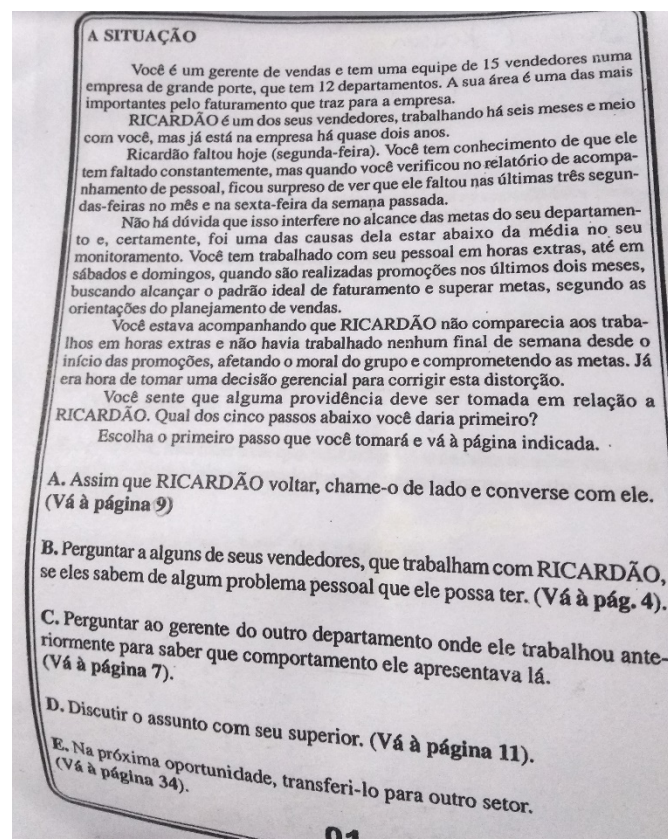 A SITUAÇÃO
Você é um gerente de vendas e tem uma equipe de 15 vendedores numa
empresa de grande porte, que tem 12 departamentos. A sua área é uma das mais
importantes pelo faturamento que traz para a empresa.
RICARDÃO é um dos seus vendedores, trabalhando há seis meses e meio
com você, mas já está na empresa há quase dois anos.
Ricardão faltou hoje (segunda-feira). Você tem conhecimento de que ele
tem faltado constantemente, mas quando você verificou no relatório de acompa-
nhamento de pessoal, ficou surpreso de ver que ele faltou nas últimas três segun-
das-feiras no mês e na sexta-feira da semana passada.
Não há dúvida que isso interfere no alcance das metas do seu departamen-
to e, certamente, foi uma das causas dela estar abaixo da média no seu
monitoramento. Você tem trabalhado com seu pessoal em horas extras, até em
sábados e domingos, quando são realizadas promoções nos últimos dois meses,
buscando alcançar o padrão ideal de faturamento e superar metas, segundo as
orientações do planejamento de vendas.
Você estava acompanhando que RICARDÃO não comparecia aos traba-
lhos em horas extras e não havia trabalhado nenhum final de semana desde o
início das promoções, afetando o moral do grupo e comprometendo as metas. Já
era hora de tomar uma decisão gerencial para corrigir esta distorção.
Você sente que alguma providência deve ser tomada em relação a
RICARDÃO. Qual dos cinco passos abaixo você daria primeiro?
Escolha o primeiro passo que você tomará e vá à página indicada.
A. Assim que RICARDÃO voltar, chame-o de lado e converse com ele.
(Vá à página 9)
B. Perguntar a alguns de seus vendedores, que trabalham com RICARDÃO,
se eles sabem de algum problema pessoal que ele possa ter. (Vá à pág. 4).
C. Perguntar ao gerente do outro departamento onde ele trabalhou ante-
riormente para saber que comportamento ele apresentava lá.
(Vá à página 7).
D. Discutir o assunto com seu superior. (Vá à página 11).
E. Na próxima oportunidade, transferi-lo para outro setor.
(Vá à página 34).
01